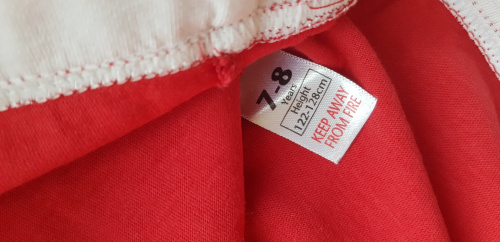 7-8
Years
Height
122-128cm
KEEP AWAY
FROM FIRE